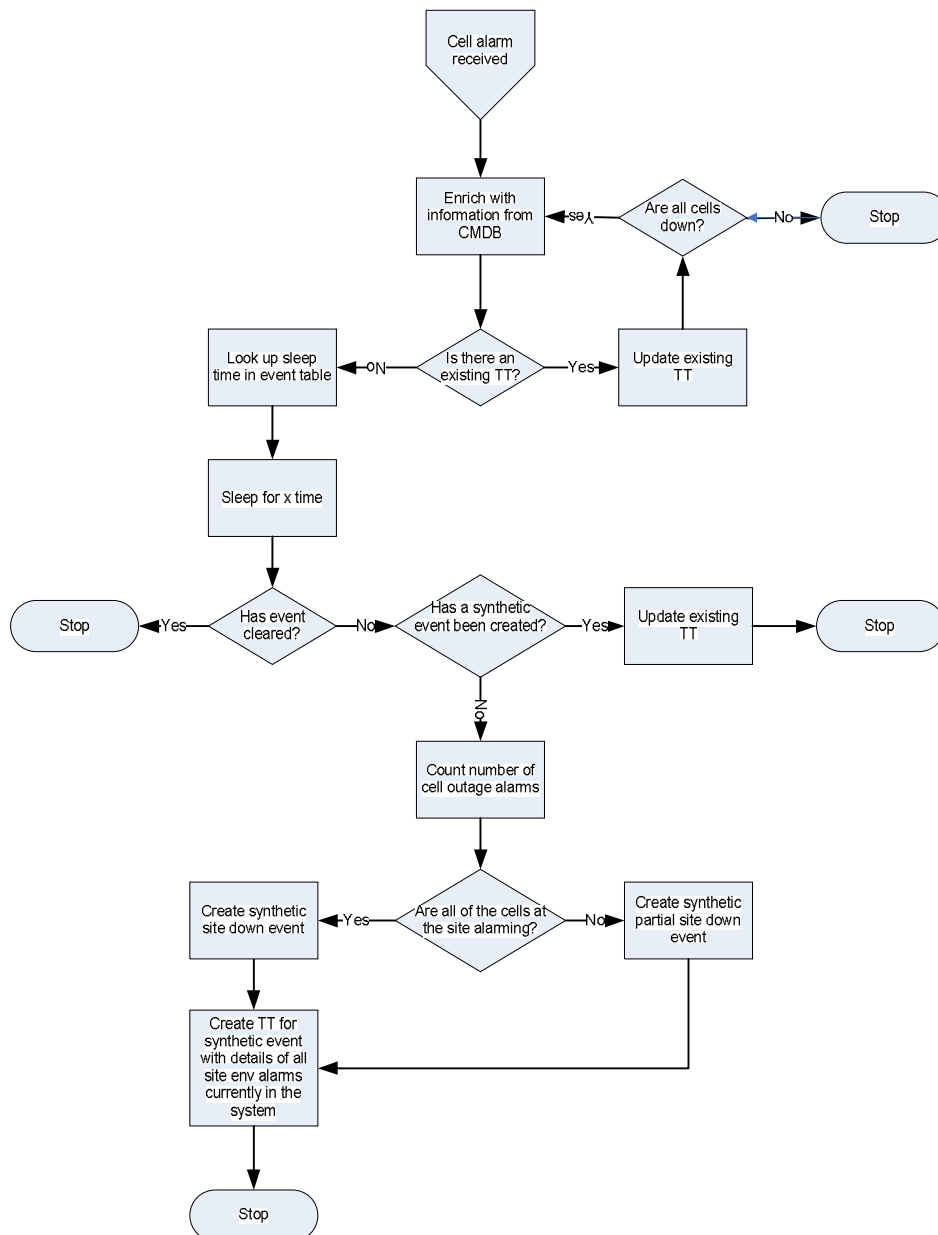 Cell alarm
received
Enrich with
information from
CMDB
Yes
Are all cells
down?
No
Stop
Look up sleep
time in event table
No
Is there an
existing TT?
Yes
Update existing
TT
Sleep for x time
Stop
Yes
Has event
cleared?
No
Has a synthetic
event been created?
Yes
Update existing
TT
Stop
No
Count number of
cell outage alarms
Create synthetic
site down event
Yes
Are all of the cells at
the site alarming?
No
Create synthetic
partial site down
event
Create TT for
synthetic event
with details of all
site env alarms
currently in the
system
Stop